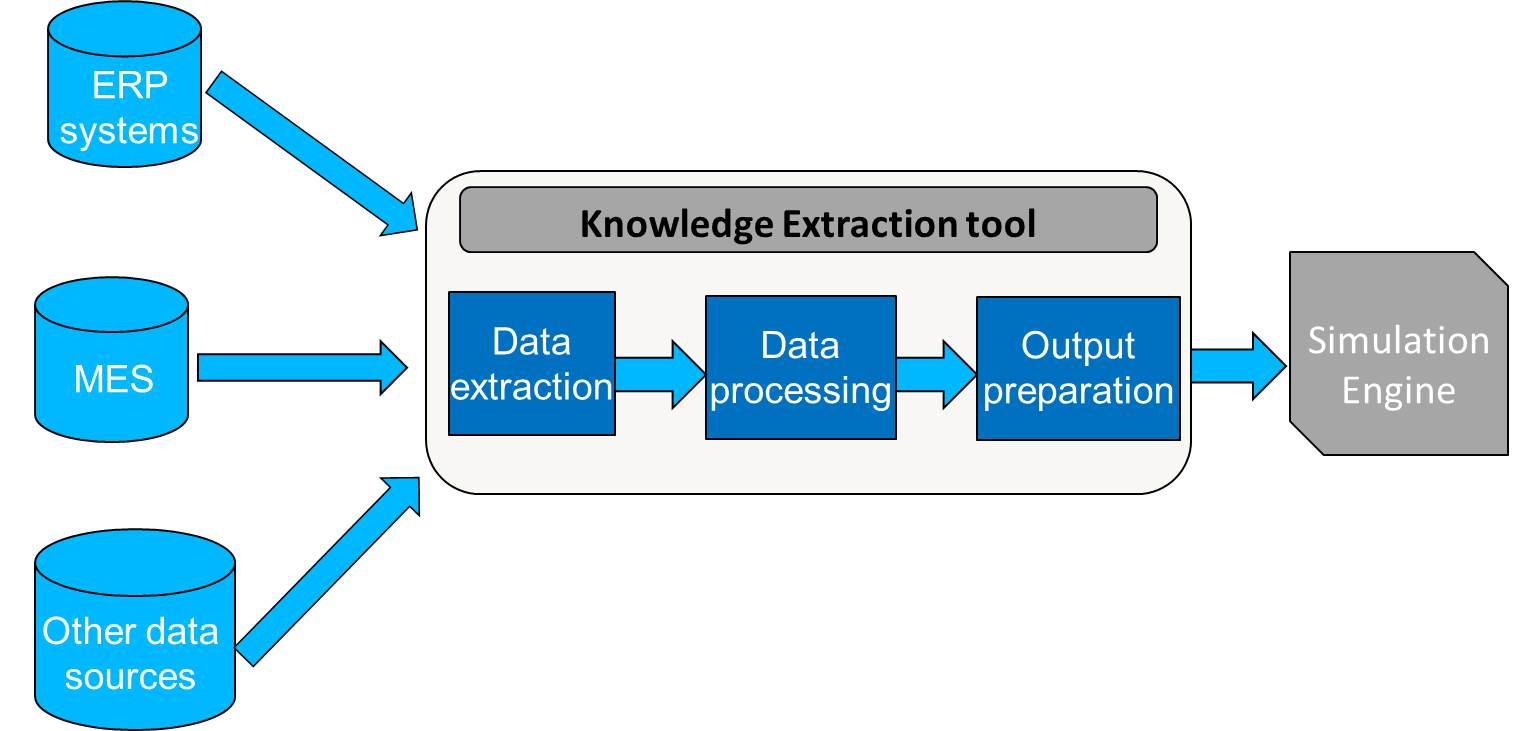 ERP
systems
MES
Other data
sources
Knowledge Extraction tool
Data
extraction
Data
processing
Output
preparation
Simulation
Engine